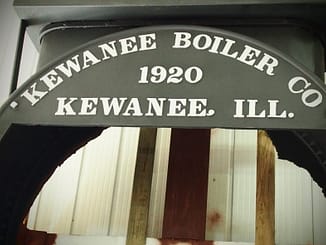 KEWANEE BOILER CO
1920
KEWANEE, ILL.